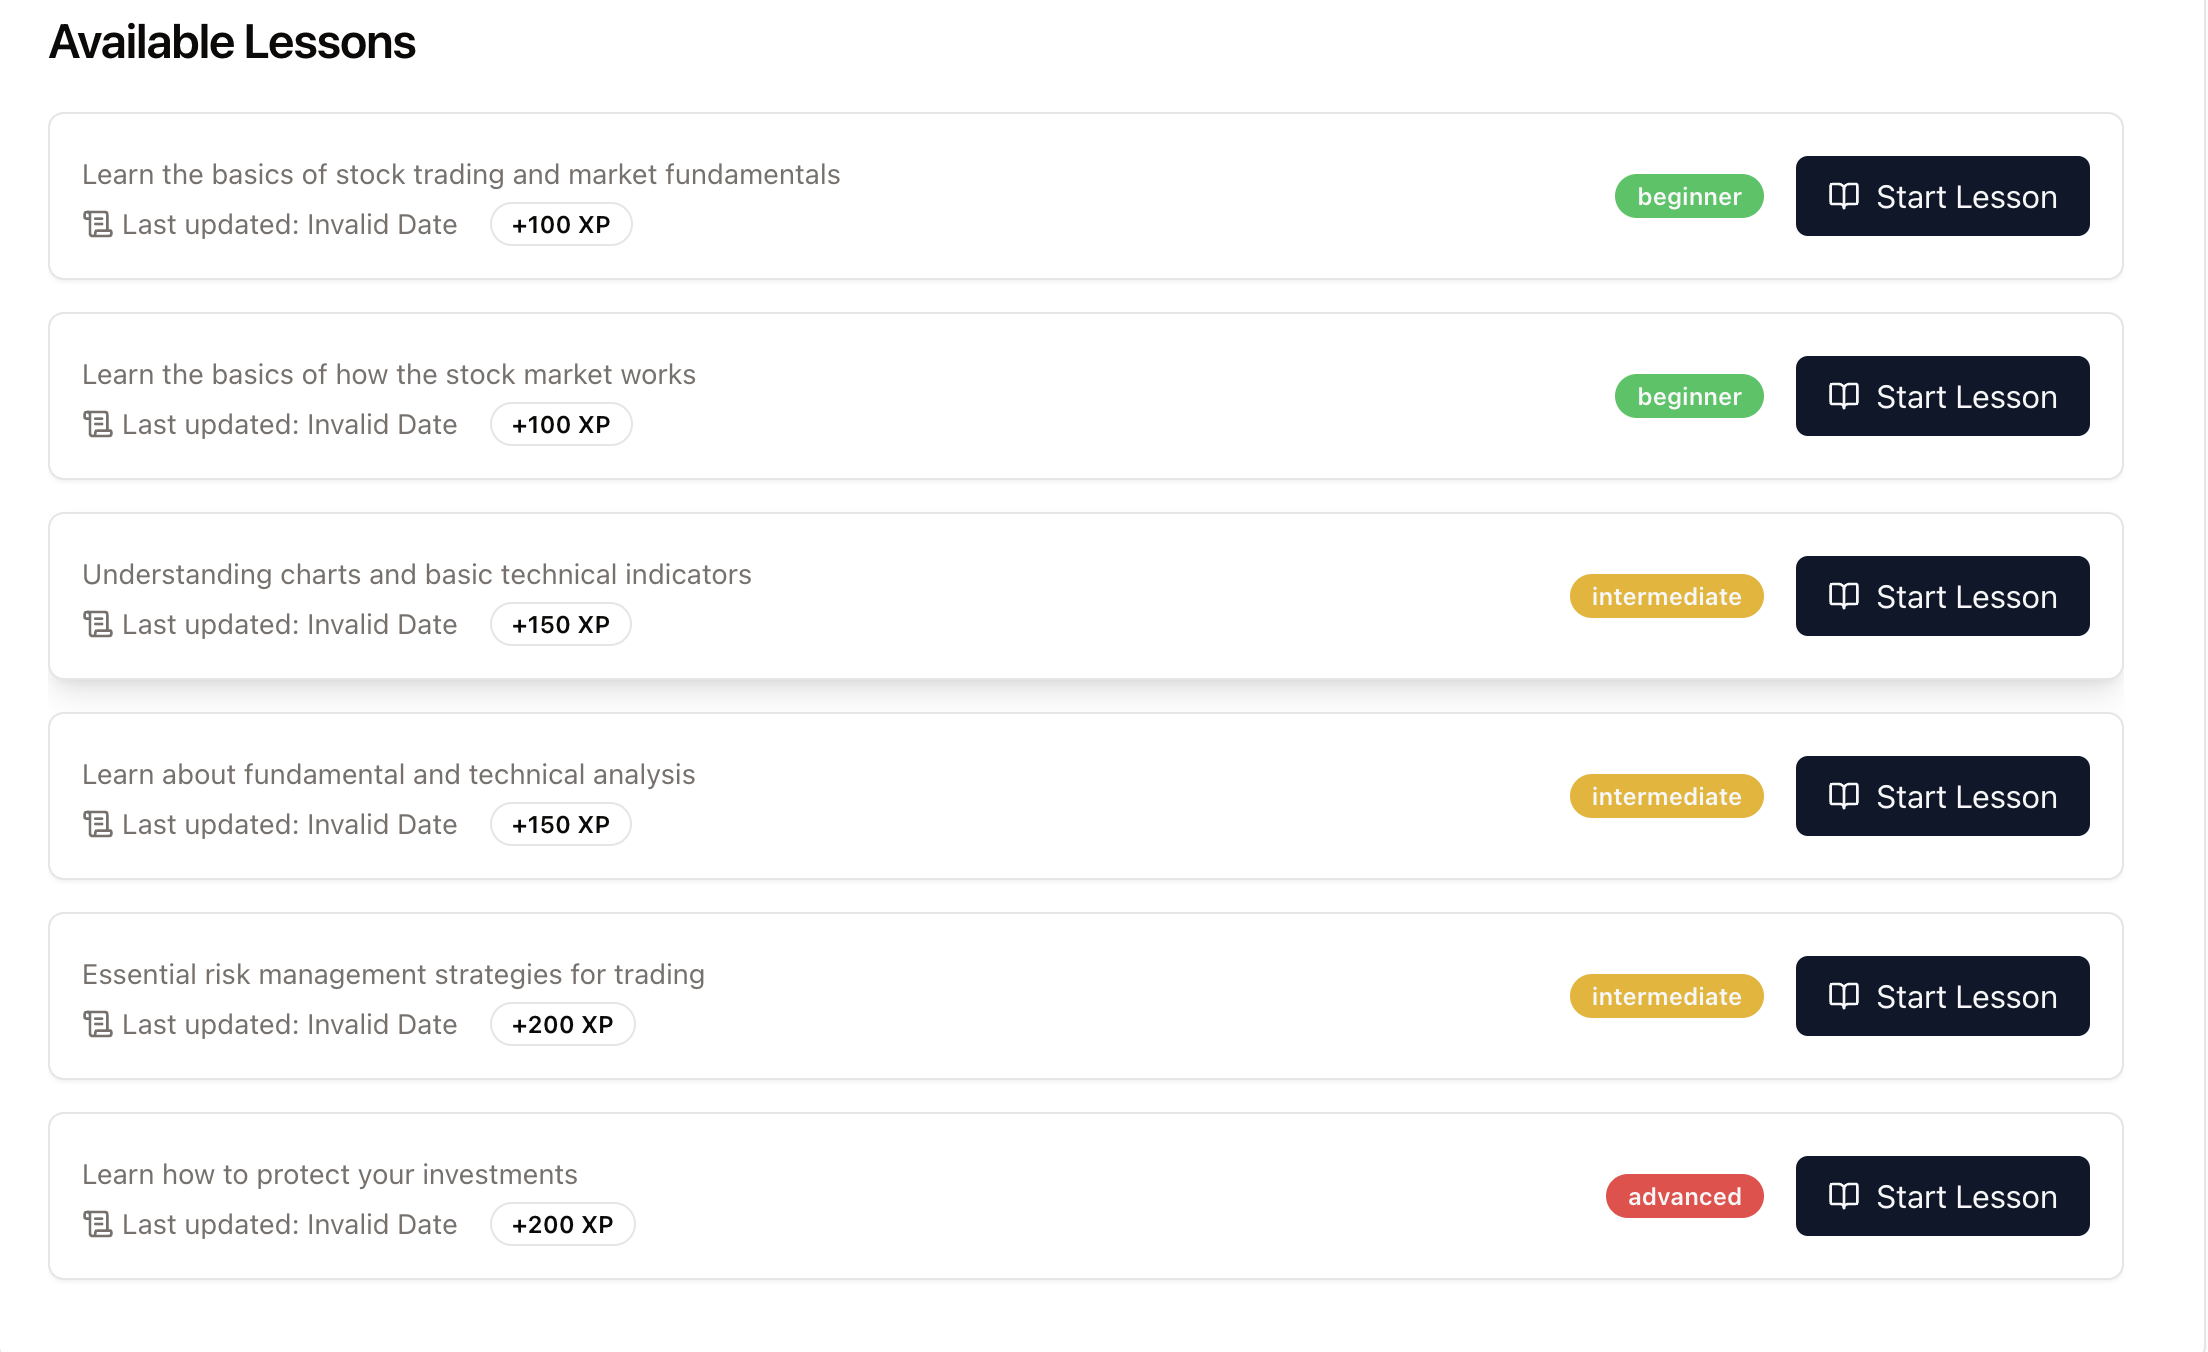 Available Lessons
Learn the basics of stock trading and market fundamentals
Last updated: Invalid Date +100 XP
beginner
Start Lesson
Learn the basics of how the stock market works
Last updated: Invalid Date +100 XP
beginner
Start Lesson
Understanding charts and basic technical indicators
Last updated: Invalid Date +150 XP
intermediate
Start Lesson
Learn about fundamental and technical analysis
Last updated: Invalid Date +150 XP
intermediate
Start Lesson
Essential risk management strategies for trading
Last updated: Invalid Date +200 XP
intermediate
Start Lesson
Learn how to protect your investments
Last updated: Invalid Date +200 XP
advanced
Start Lesson